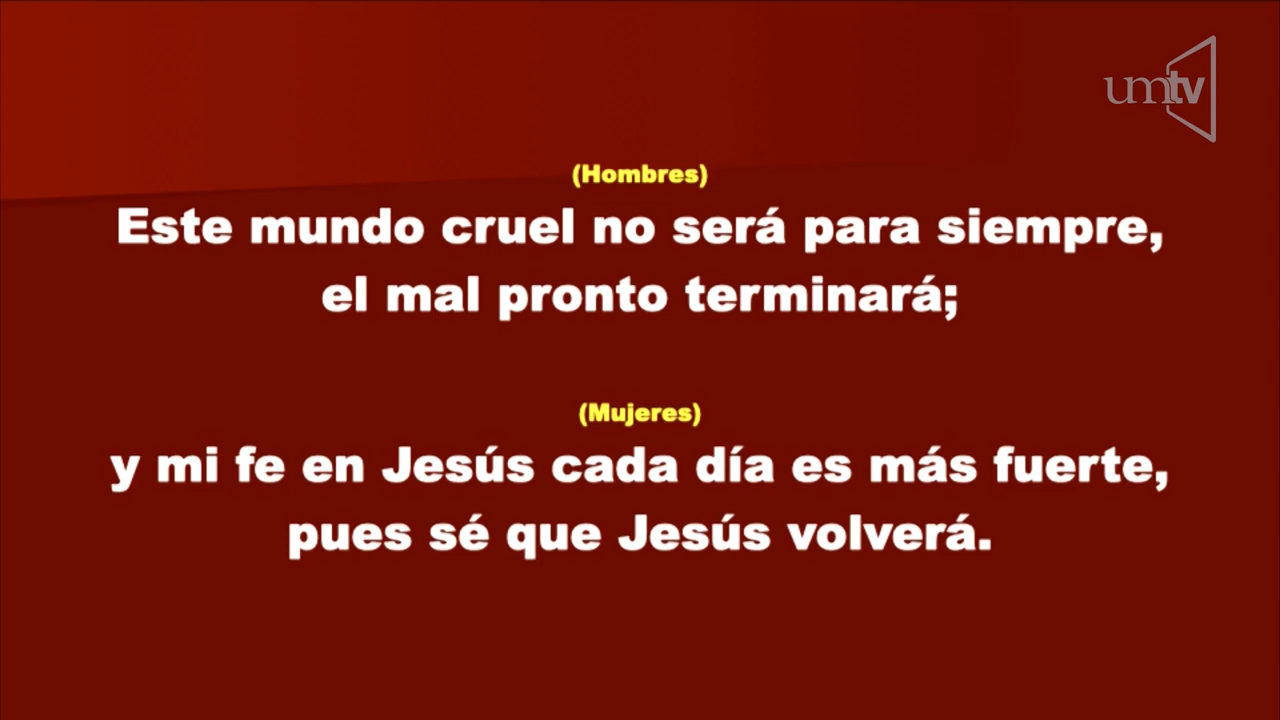 umtv
(Hombres)
Este mundo cruel no será para siempre,
el mal pronto terminará;
(Mujeres)
y mi fe en Jesús cada día es más fuerte,
pues sé que Jesús volverá.